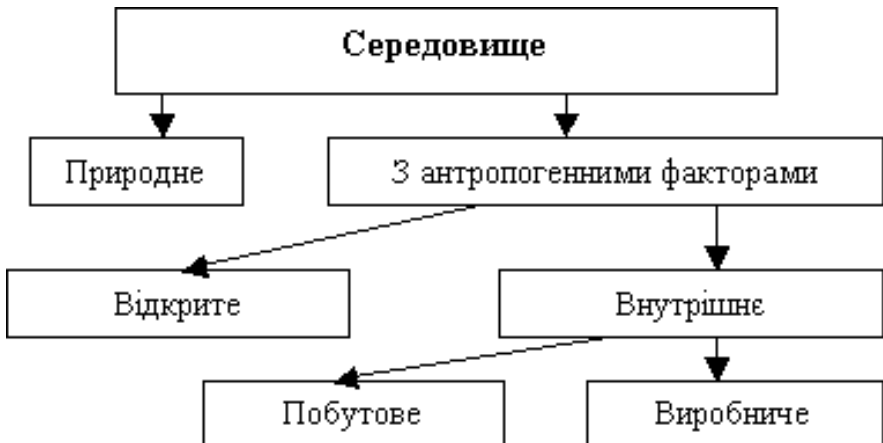 Середовище
Природне
З антропогенними факторами
Відкрите
Внутрішнє
Побутове
Виробниче